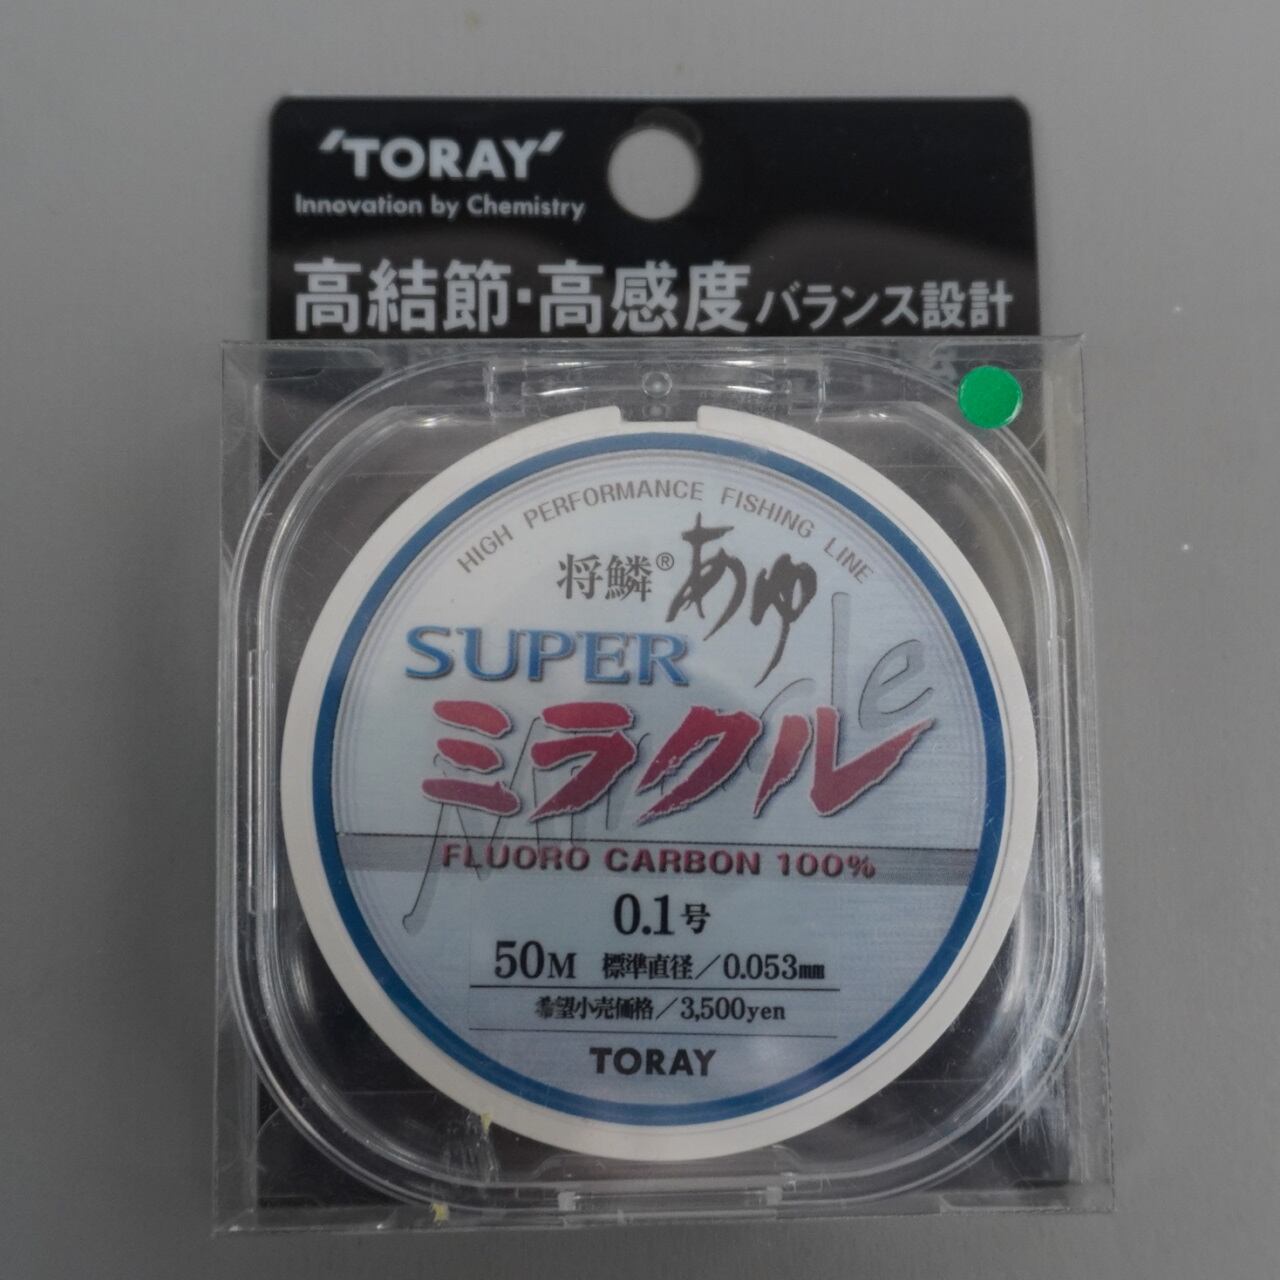 'TORAY'
Innovation by Chemistry
高結節・高感度バランス設計
HIGH PERFORMANCE FISHING LINE
将鱗® あゆ
SUPER
ミラクル
Miracle
FLUORO CARBON 100%
0.1号
50M 標準直径/0.053mm
希望小売価格/3,500yen
TORAY